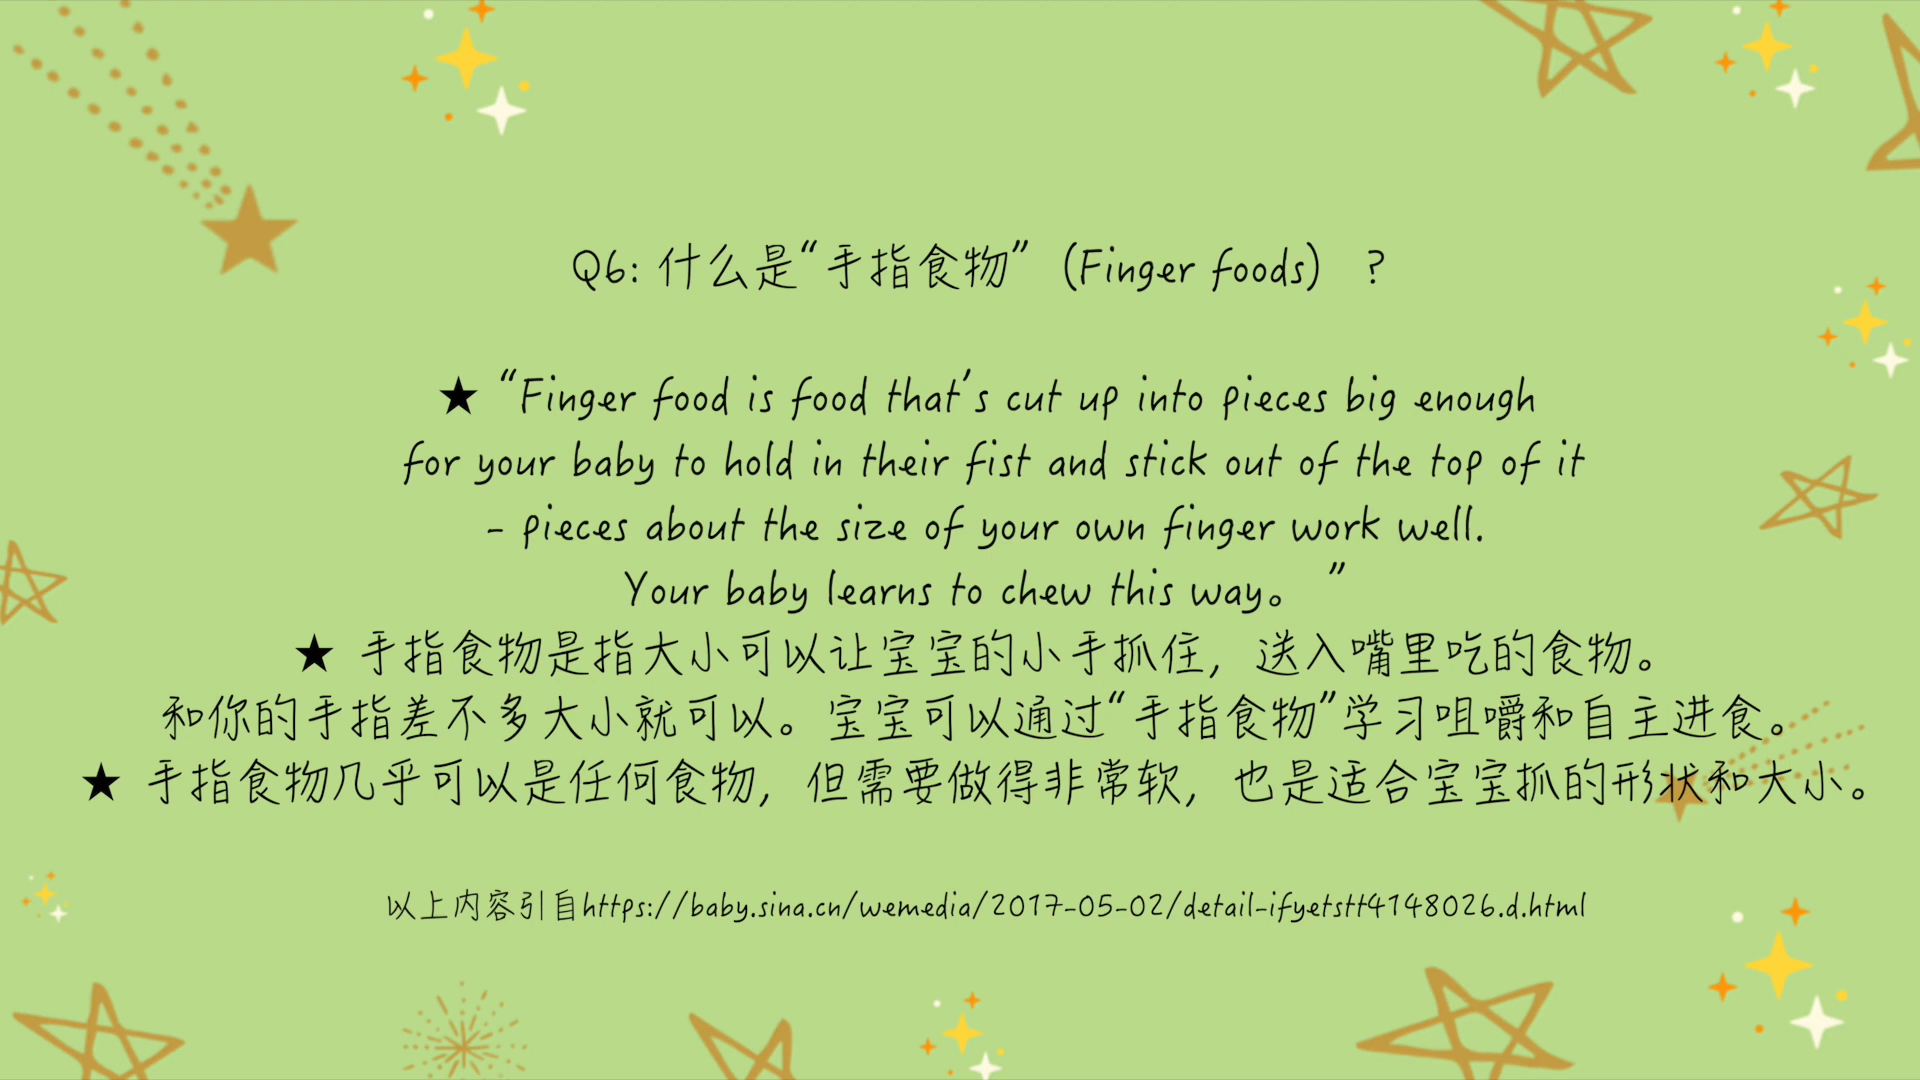 Q6: 什么是“手指食物” (Finger foods) ?
★ “Finger food is food that's cut up into pieces big enough
for your baby to hold in their fist and stick out of the top of it
- pieces about the size of your own finger work well.
Your baby learns to chew this way。”
★ 手指食物是指大小可以让宝宝的小手抓住，送入嘴里吃的食物。
和你的手指差不多大小就可以。宝宝可以通过“手指食物”学习咀嚼和自主进食。
★ 手指食物几乎可以是任何食物，但需要做得非常软，也是适合宝宝抓的形状和大小。
以上内容引自https://baby.sina.cn/wemedia/2017-05-02/detail-ifyetstt4148026.d.html